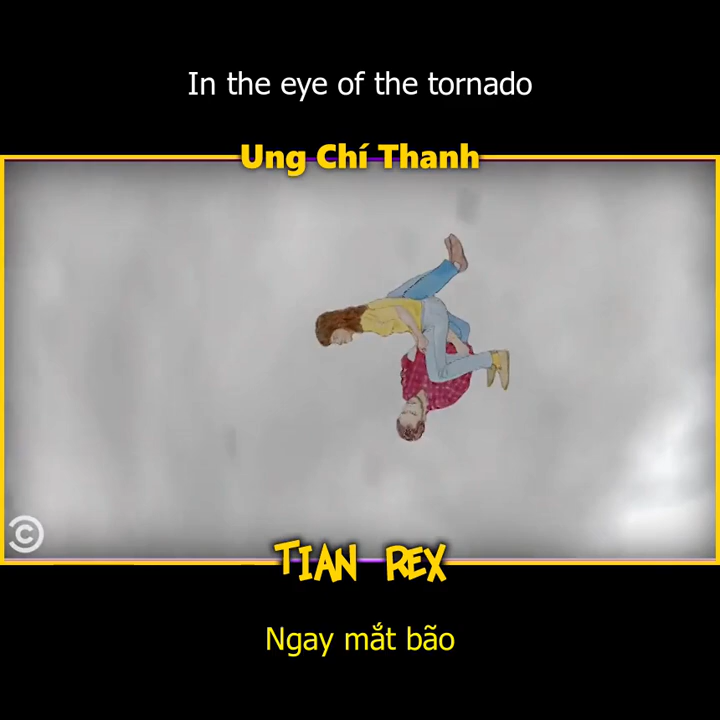 In the eye of the tornado
Ung Chí Thanh
TIAN REX
Ngay mắt bão